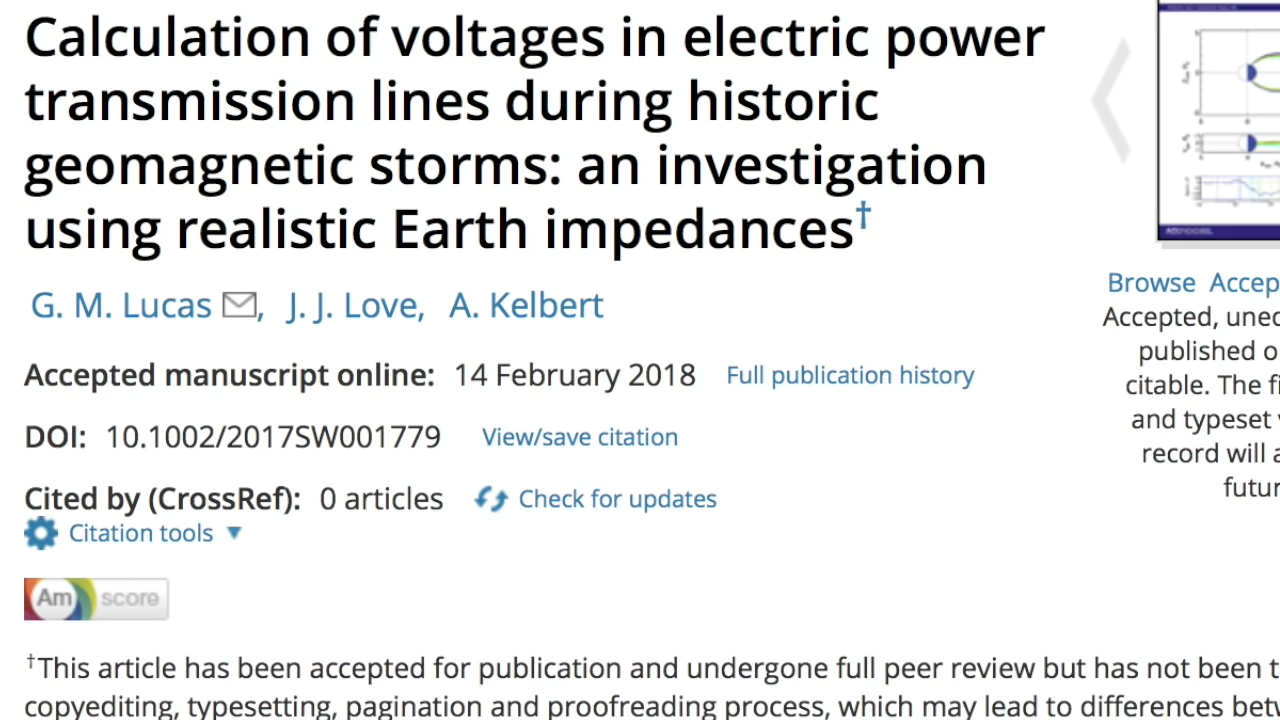 Calculation of voltages in electric power
transmission lines during historic
geomagnetic storms: an investigation
using realistic Earth impedances†
G. M. Lucas, J. J. Love, A. Kelbert
Accepted manuscript online: 14 February 2018 Full publication history
DOI: 10.1002/2017SW001779 View/save citation
Cited by (CrossRef): 0 articles Check for updates
Citation tools ▼
Am score
†This article has been accepted for publication and undergone full peer review but has not been t
copyediting, typesetting, pagination and proofreading process, which may lead to differences betw
Browse Accep
Accepted, uned
published o
citable. The fi
and typeset
record will a
futur